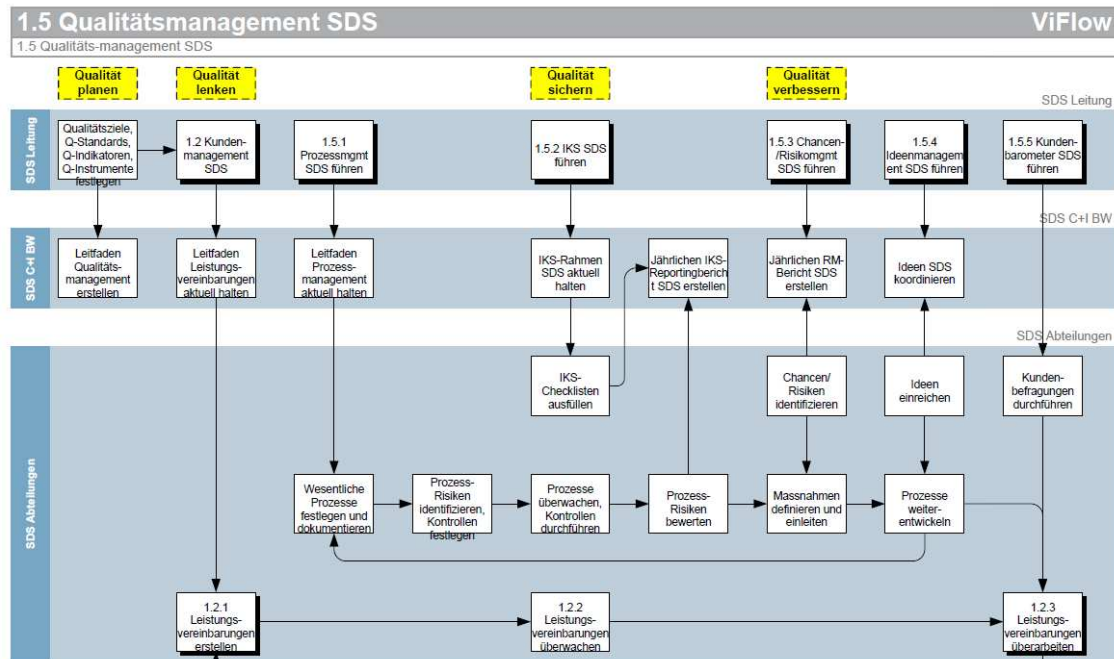 1.5 Qualitätsmanagement SDS
ViFlow
1.5 Qualitäts-management SDS
Qualität
planen
Qualität
lenken
Qualität
sichern
Qualität
verbessern
SDS Leitung
SDS Leitung
Qualitätsziele,
Q-Standards,
Q-Indikatoren,
Q-Instrumente
festlegen
1.2 Kunden-
management
SDS
1.5.1
Prozessmgmt
SDS führen
1.5.2 IKS SDS
führen
1.5.3 Chancen-
/Risikomgmt
SDS führen
1.5.4
Ideenmanagem
ent SDS führen
1.5.5 Kunden-
barometer SDS
führen
SDS C+I BW
SDS C+I BW
Leitfaden
Qualitäts-
management
erstellen
Leitfaden
Leistungs-
vereinbarungen
aktuell halten
Leitfaden
Prozess-
management
aktuell halten
IKS-Rahmen
SDS aktuell
halten
Jährlichen IKS-
Reportingberich
t SDS erstellen
Jährlichen RM-
Bericht SDS
erstellen
Ideen SDS
koordinieren
SDS Abteilungen
SDS Abteilungen
IKS-
Checklisten
ausfüllen
Chancen/
Risiken
identifizieren
Ideen
einreichen
Kunden-
befragungen
durchführen
Wesentliche
Prozesse
festlegen und
dokumentieren
Prozess-
Risiken
identifizieren,
Kontrollen
festlegen
Prozesse
überwachen,
Kontrollen
durchführen
Prozess-
Risiken
bewerten
Massnahmen
definieren und
einleiten
Prozesse
weiter-
entwickeln
1.2.1
Leistungs-
vereinbarungen
erstellen
1.2.2
Leistungs-
vereinbarungen
überwachen
1.2.3
Leistungs-
vereinbarungen
überarbeiten